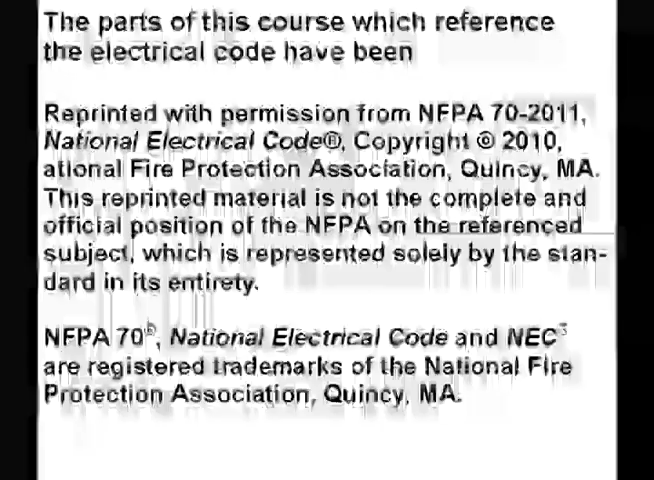 The parts of this course which reference
the electrical code have been
Reprinted with permission from NFPA 70-2011,
National Electrical Code®, Copyright © 2010,
ational Fire Protection Association, Quincy, MA.
This reprinted material is not the complete and
official position of the NFPA on the referenced
subject, which is represented solely by the stan-
dard in its entirety.
NFPA 70®, National Electrical Code and NEC
are registered trademarks of the National Fire
Protection Association, Quincy, MA.